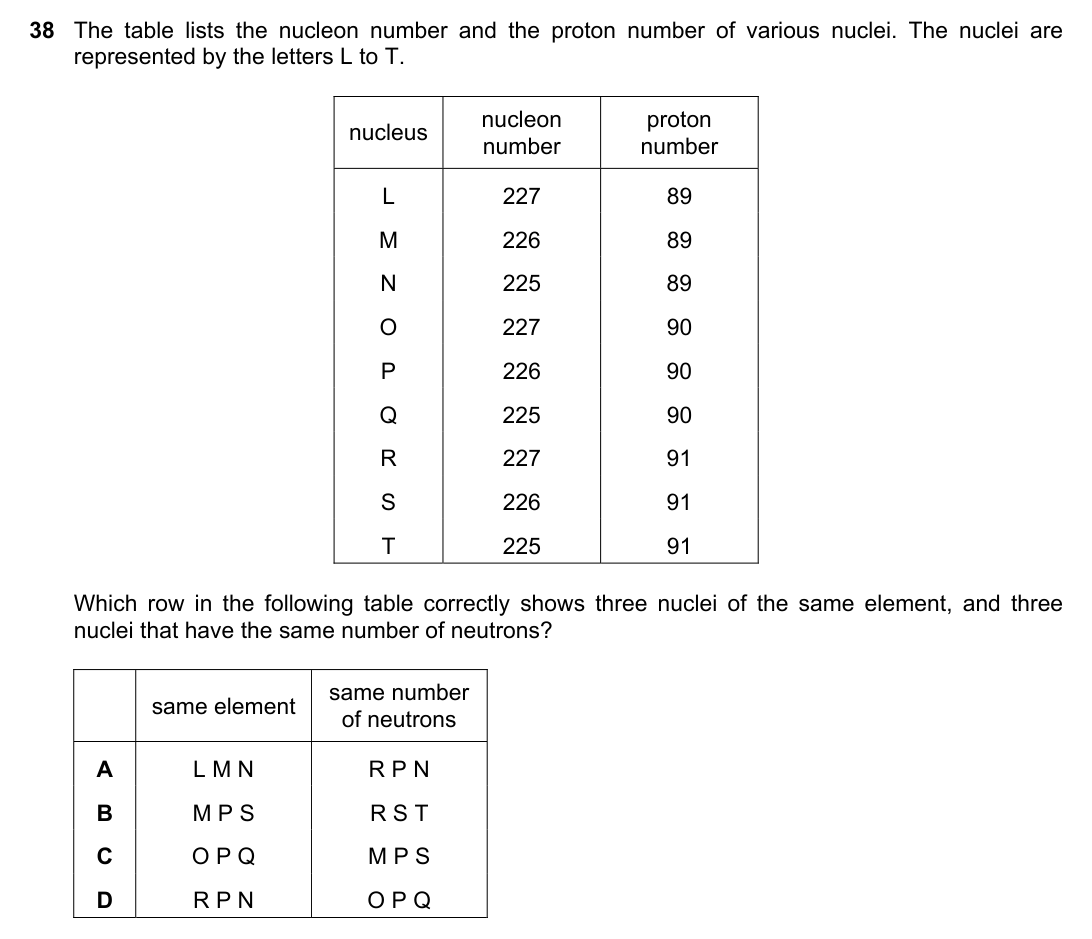 38 The table lists the nucleon number and the proton number of various nuclei. The nuclei are
represented by the letters L to T.
nucleus nucleon number proton number
L 227 89
M 226 89
N 225 89
O 227 90
P 226 90
Q 225 90
R 227 91
S 226 91
T 225 91
Which row in the following table correctly shows three nuclei of the same element, and three
nuclei that have the same number of neutrons?
same element same number of neutrons
A L M N R P N
B M P S R S T
C O P Q M P S
D R P N O P Q